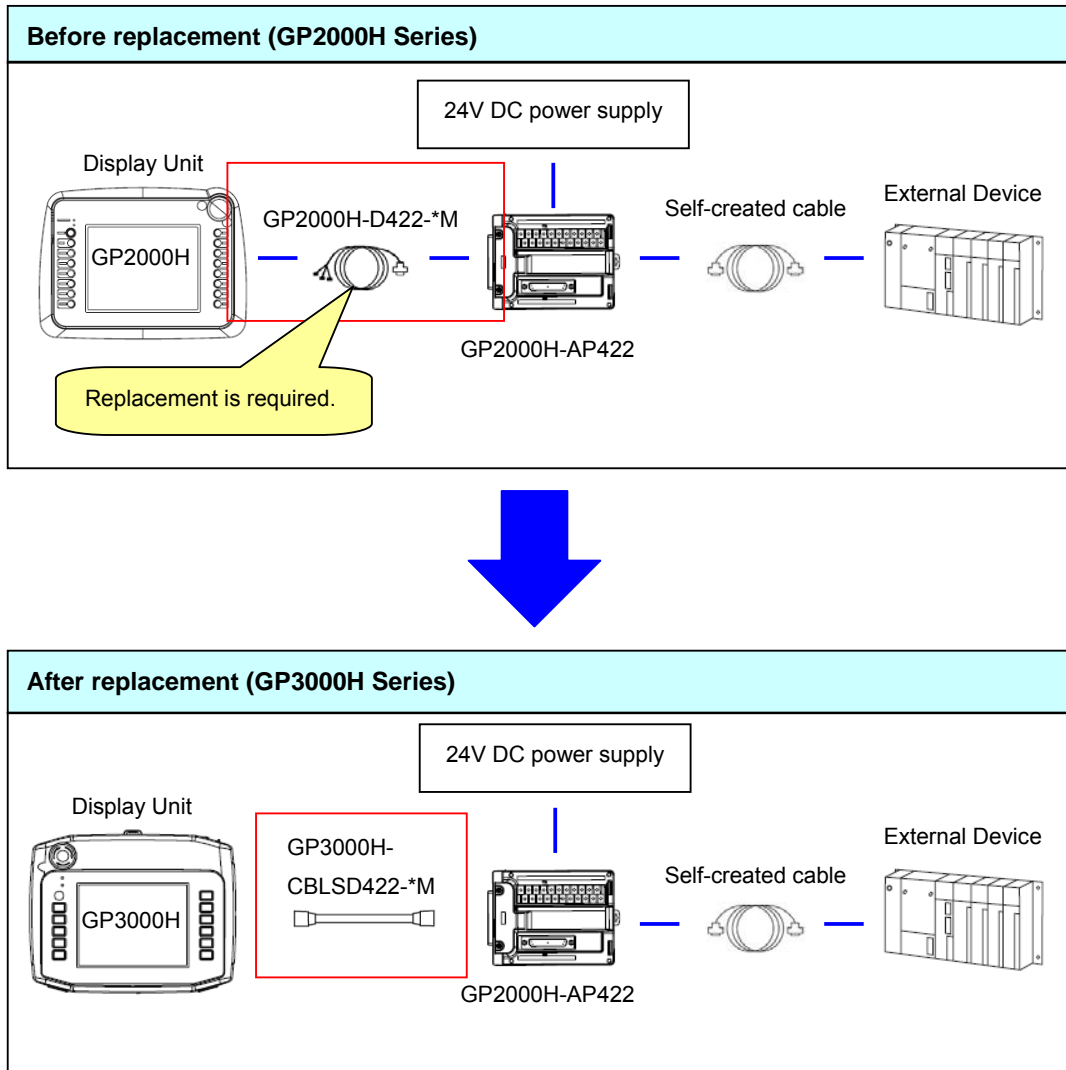 Before replacement (GP2000H Series)
24V DC power supply
Display Unit
GP2000H-D422-*M
Self-created cable
External Device
GP2000H
GP2000H-AP422
Replacement is required.
After replacement (GP3000H Series)
24V DC power supply
Display Unit
GP3000H-
CBLSD422-*M
Self-created cable
External Device
GP3000H
GP2000H-AP422